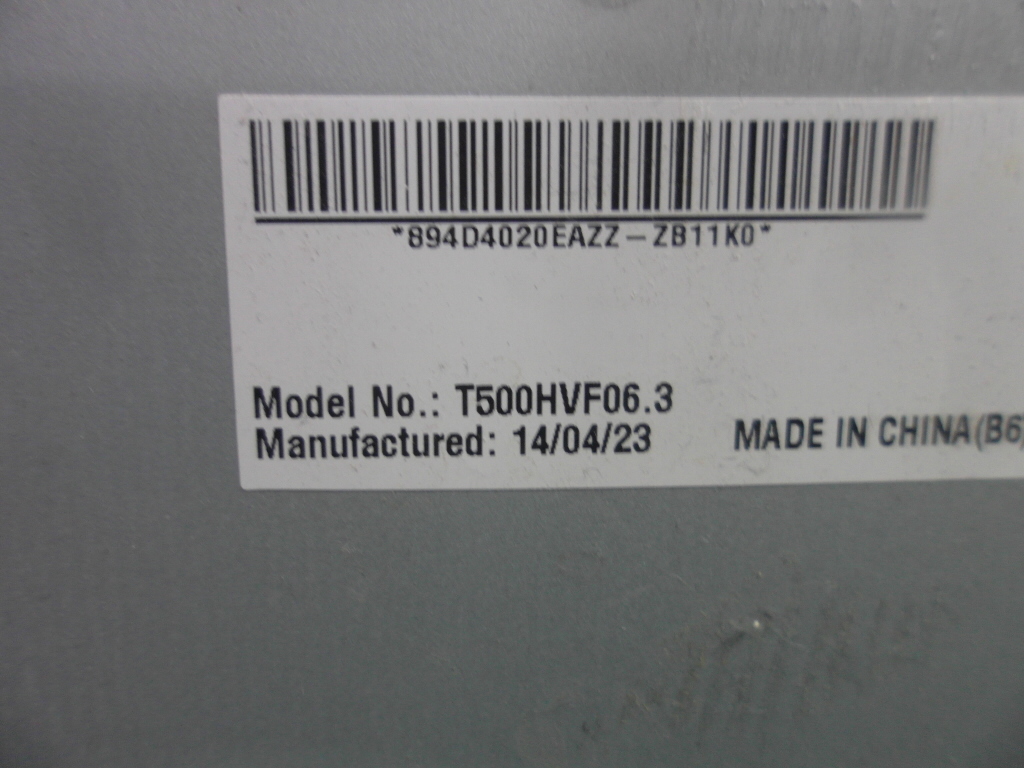 *894D4020EAZZ-ZB11K0*
Model No.: T500HVF06.3
Manufactured: 14/04/23
MADE IN CHINA(B6)